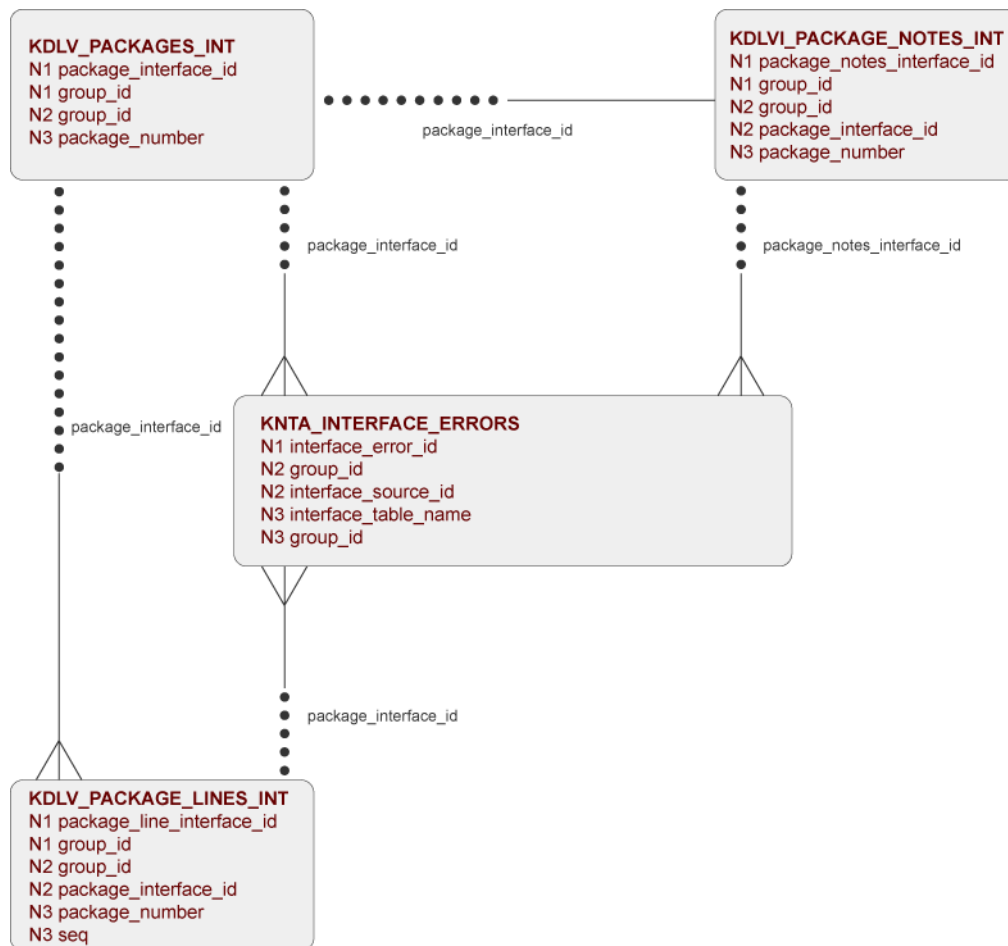 KDLV_PACKAGES_INT
N1 package_interface_id
N1 group_id
N2 group_id
N3 package_number
KDLVI_PACKAGE_NOTES_INT
N1 package_notes_interface_id
N1 group_id
N2 group_id
N2 package_interface_id
N3 package_number
package_interface_id
package_interface_id
package_notes_interface_id
package_interface_id
KNTA_INTERFACE_ERRORS
N1 interface_error_id
N2 group_id
N2 interface_source_id
N3 interface_table_name
N3 group_id
package_interface_id
KDLV_PACKAGE_LINES_INT
N1 package_line_interface_id
N1 group_id
N2 group_id
N2 package_interface_id
N3 package_number
N3 seq